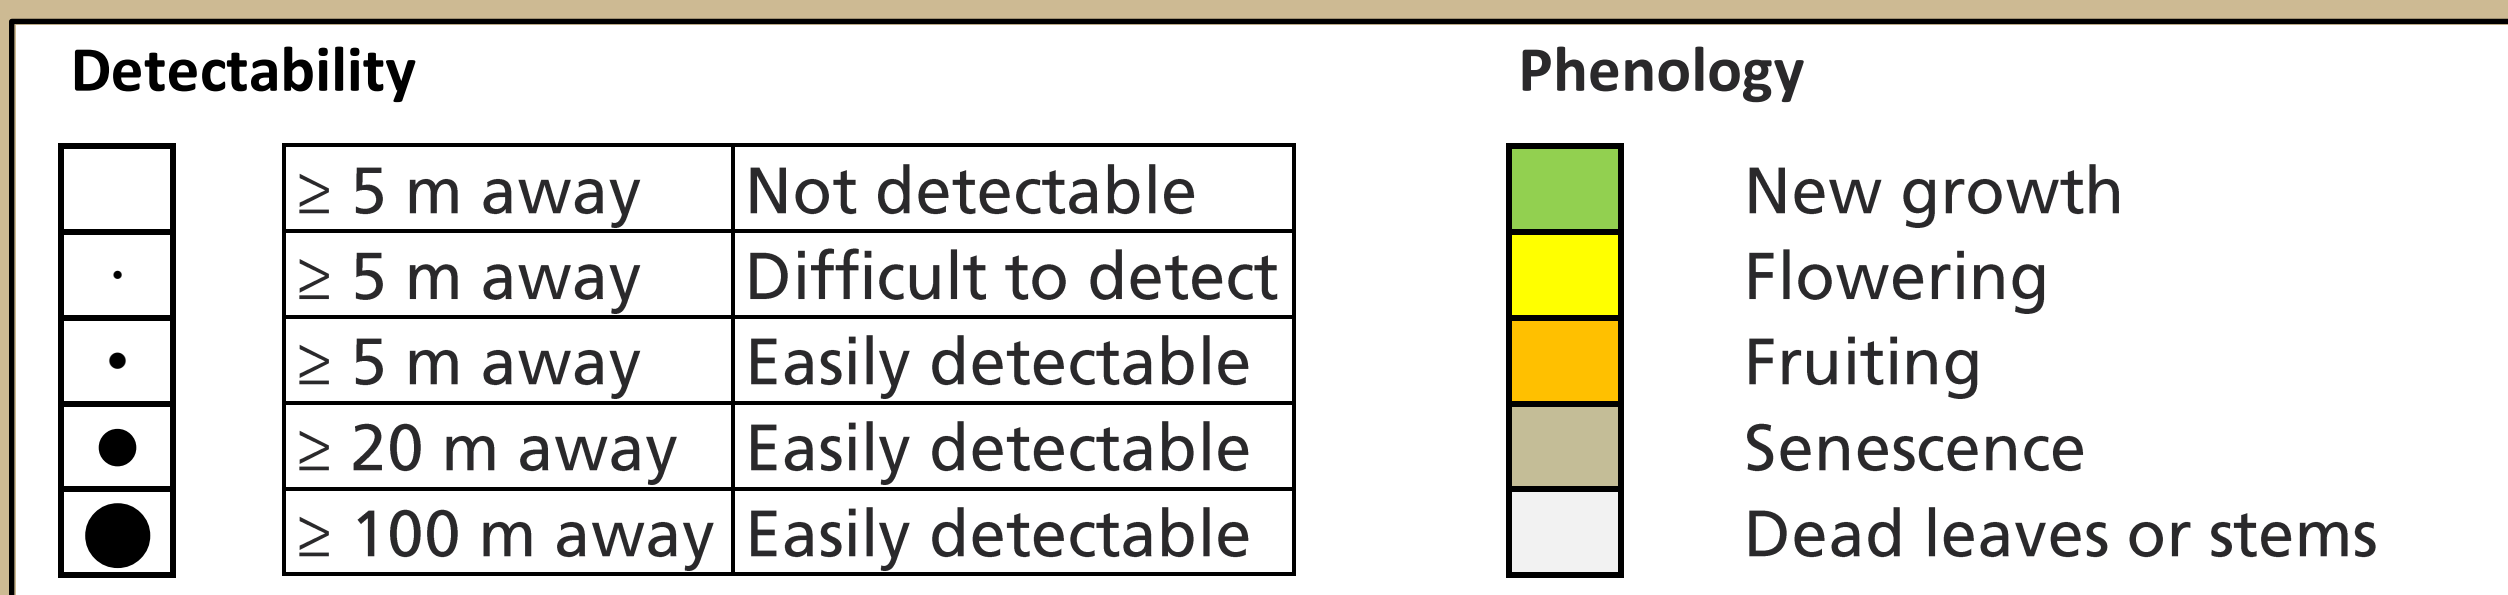 Detectability
Phenology
≥ 5 m away Not detectable
New growth
≥ 5 m away Difficult to detect
Flowering
≥ 5 m away Easily detectable
Fruiting
≥ 20 m away Easily detectable
Senescence
≥ 100 m away Easily detectable
Dead leaves or stems